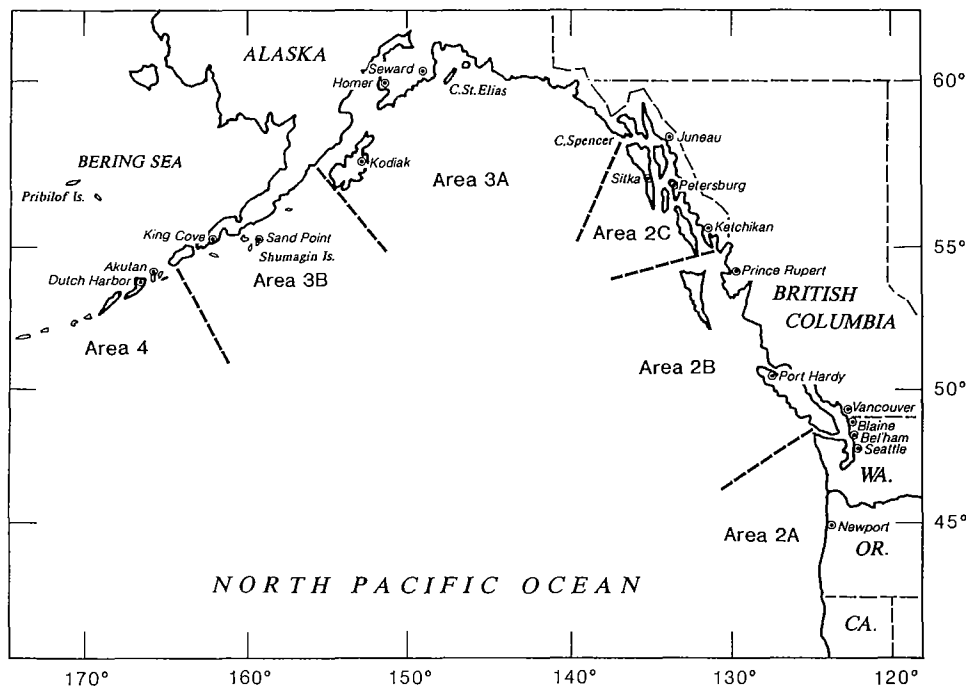 ALASKA
Seward
Homer
C.St.Elias
60°
C.Spencer
Juneau
BERING SEA
Kodiak
Area 3A
Sitka
Petersburg
Pribilof Is.
Area 2C
Ketchikan
King Cove
Sand Point
Shumagin Is.
55°
Akutan
Dutch Harbor
Area 3B
Prince Rupert
BRITISH
COLUMBIA
Area 4
Area 2B
Port Hardy
50°
Vancouver
Blaine
Bel'ham
Seattle
WA.
Area 2A
Newport
45°
OR.
NORTH PACIFIC OCEAN
CA.
170°
160°
150°
140°
130°
120°